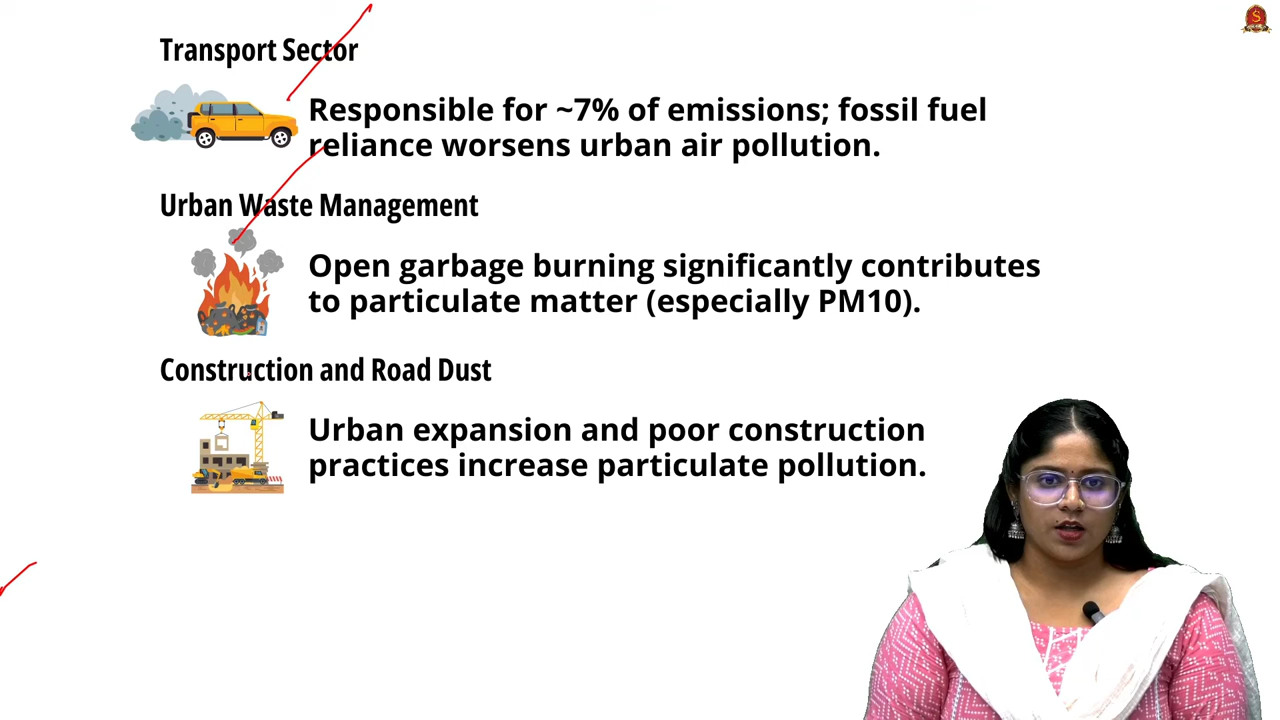 Transport Sector
Responsible for ~7% of emissions; fossil fuel
reliance worsens urban air pollution.
Urban Waste Management
Open garbage burning significantly contributes
to particulate matter (especially PM10).
Construction and Road Dust
Urban expansion and poor construction
practices increase particulate pollution.